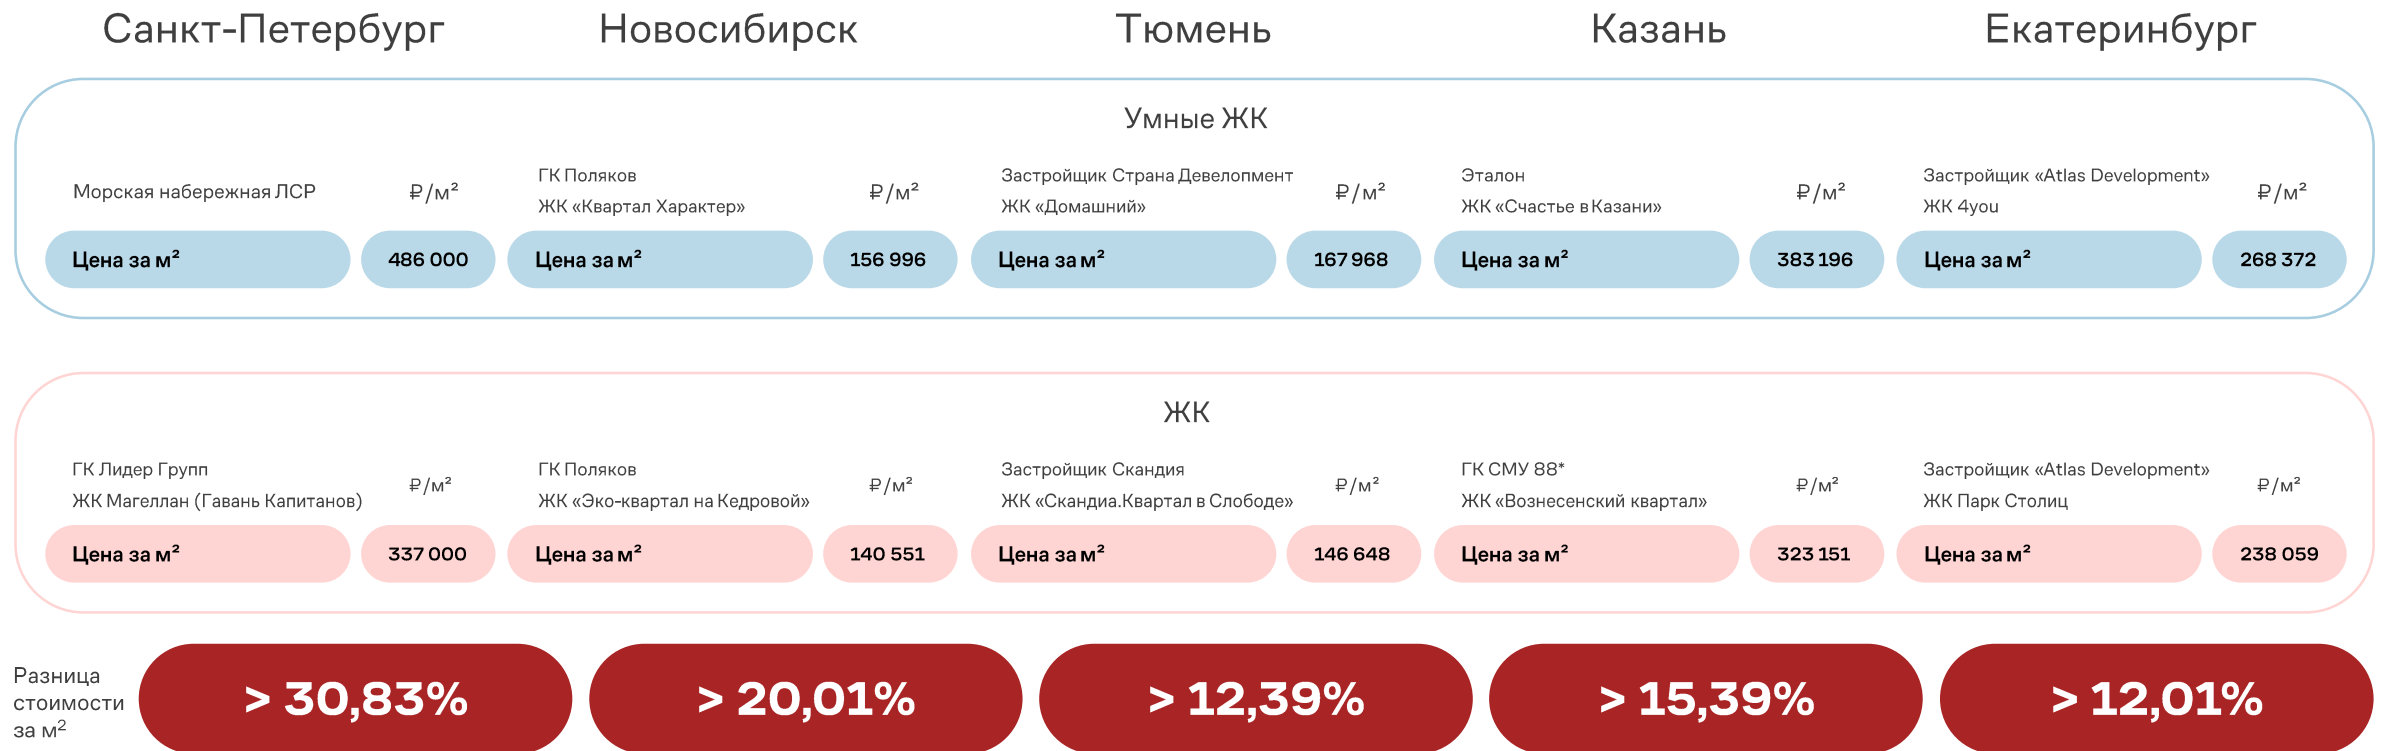 Санкт-Петербург
Новосибирск
Тюмень
Казань
Екатеринбург
Умные ЖК
Морская набережная ЛСР
₽/м²
ГК Поляков
ЖК «Квартал Характер»
₽/м²
Застройщик Страна Девелопмент
ЖК «Домашний»
₽/м²
Эталон
ЖК «Счастье в Казани»
₽/м²
Застройщик «Atlas Development»
ЖК 4you
₽/м²
Цена за м²
486 000
Цена за м²
156 996
Цена за м²
167 968
Цена за м²
383 196
Цена за м²
268 372
ЖК
ГК Лидер Групп
ЖК Магеллан (Гавань Капитанов)
₽/м²
ГК Поляков
ЖК «Эко-квартал на Кедровой»
₽/м²
Застройщик Скандия
ЖК «Скандиа.Квартал в Слободе»
₽/м²
ГК СМУ 88*
ЖК «Вознесенский квартал»
₽/м²
Застройщик «Atlas Development»
ЖК Парк Столиц
₽/м²
Цена за м²
337 000
Цена за м²
140 551
Цена за м²
146 648
Цена за м²
323 151
Цена за м²
238 059
Разница
стоимости
за м²
> 30,83%
> 20,01%
> 12,39%
> 15,39%
> 12,01%